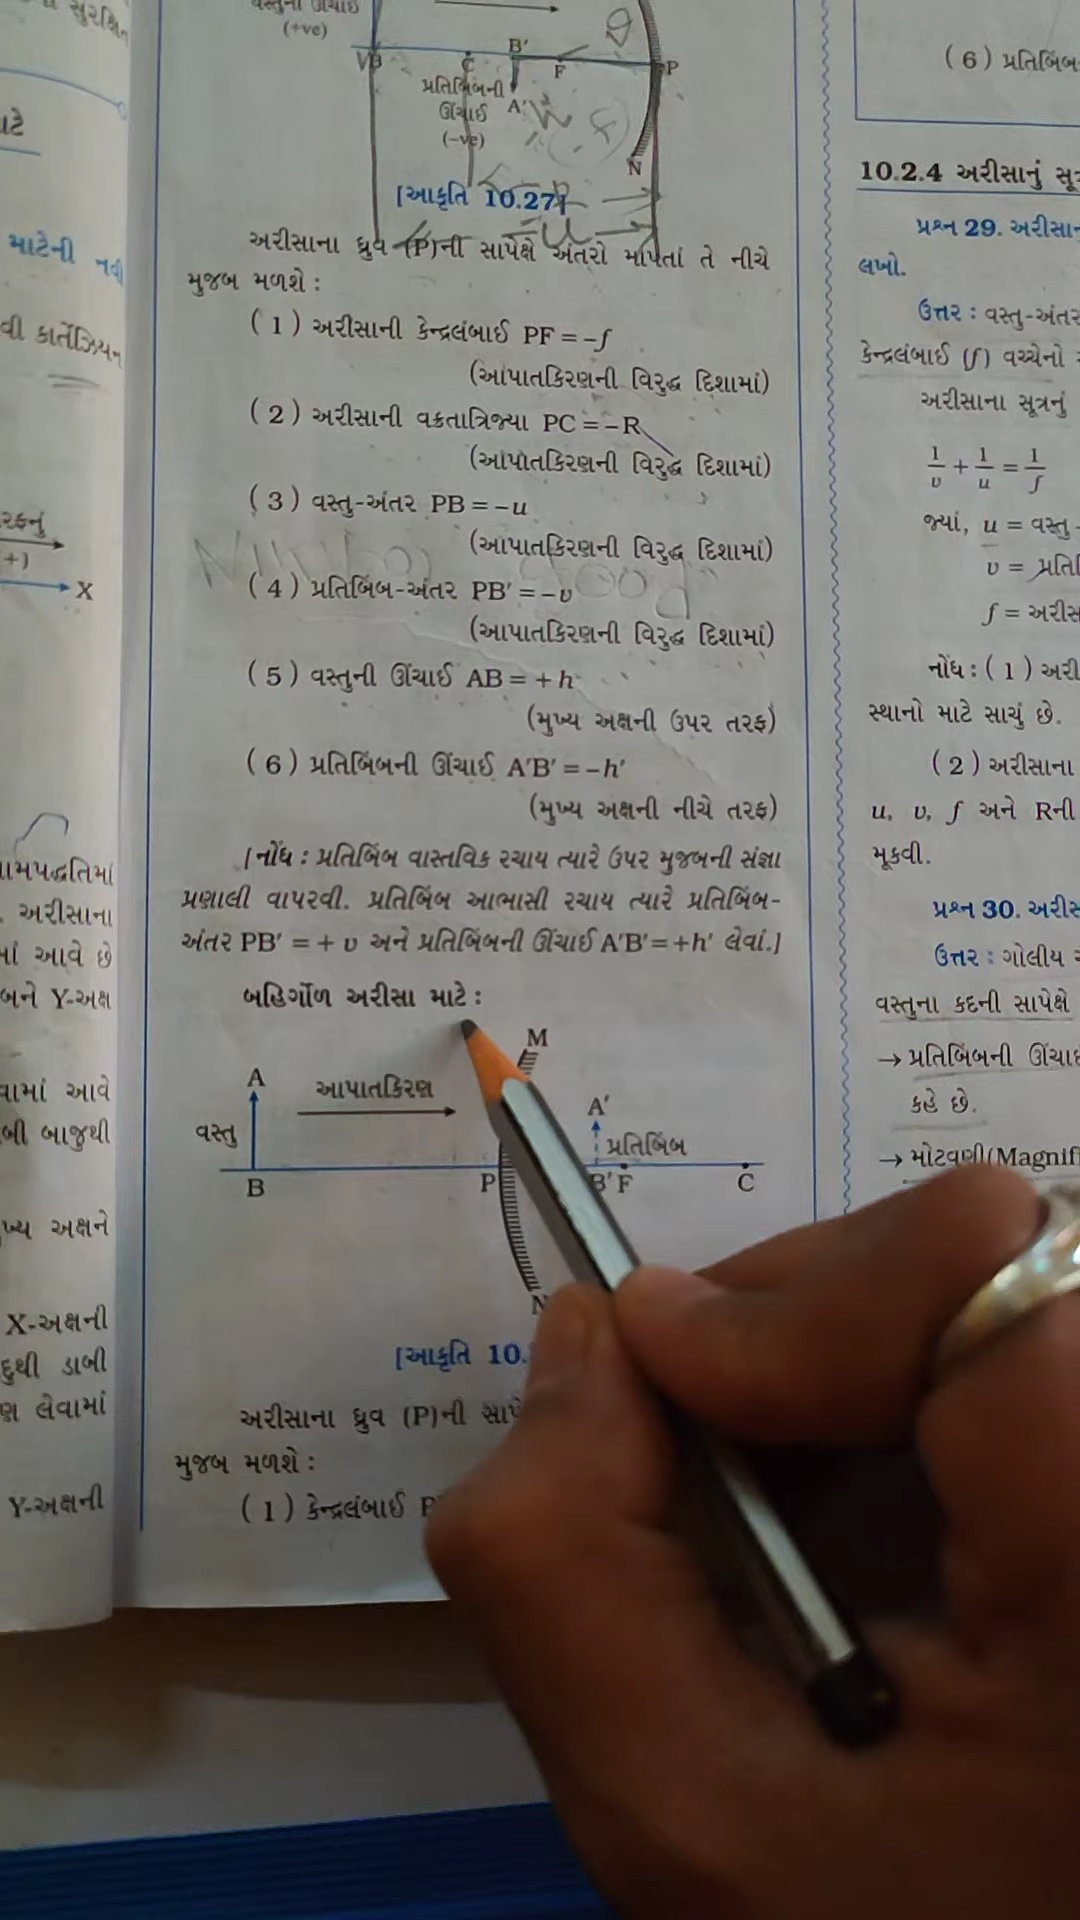 સુરક્ષિત
માટેની નવી
વી કાર્તેઝિયન
રફનું
X
ામપદ્ધતિમાં
. અરીસાના
માં આવે છે
બને Y-અક્ષ
વામાં આવે
બી બાજુથી
ખ્ય અક્ષને
X-અક્ષની
દુથી ડાબી
ણ લેવામાં
Y-અક્ષની
વસ્તુની ઊંચાઈ
(+ve)
B C B′ F P
પ્રતિબિંબની
ઊંચાઈ A′
(−ve)
N
[આકૃતિ 10.27]
અરીસાના ધ્રુવ (P)ની સાપેક્ષે અંતરો માપતાં તે નીચે
મુજબ મળશે :
(1) અરીસાની કેન્દ્રલંબાઈ PF = −f
(આપાતકિરણની વિરુદ્ધ દિશામાં)
(2) અરીસાની વક્રતાત્રિજ્યા PC = −R
(આપાતકિરણની વિરુદ્ધ દિશામાં)
(3) વસ્તુ-અંતર PB = −u
(આપાતકિરણની વિરુદ્ધ દિશામાં)
(4) પ્રતિબિંબ-અંતર PB′ = −v
(આપાતકિરણની વિરુદ્ધ દિશામાં)
(5) વસ્તુની ઊંચાઈ AB = +h
(મુખ્ય અક્ષની ઉપર તરફ)
(6) પ્રતિબિંબની ઊંચાઈ A′B′ = −h′
(મુખ્ય અક્ષની નીચે તરફ)
[નોંધ : પ્રતિબિંબ વાસ્તવિક રચાય ત્યારે ઉપર મુજબની સંજ્ઞા
પ્રણાલી વાપરવી. પ્રતિબિંબ આભાસી રચાય ત્યારે પ્રતિબિંબ-
અંતર PB′ = + v અને પ્રતિબિંબની ઊંચાઈ A′B′ = +h′ લેવાં.]
બહિર્ગોળ અરીસા માટે :
M
A આપાતકિરણ A′
વસ્તુ પ્રતિબિંબ
B P B′ F C
N
[આકૃતિ 10.
અરીસાના ધ્રુવ (P)ની સાપે
મુજબ મળશે :
(1) કેન્દ્રલંબાઈ
(6) પ્રતિબિંબ
10.2.4 અરીસાનું સૂત્ર
પ્રશ્ન 29. અરીસા
લખો.
ઉત્તર : વસ્તુ-અંતર
કેન્દ્રલંબાઈ (f) વચ્ચેનો
અરીસાના સૂત્રનું
1/v + 1/u = 1/f
જ્યાં, u = વસ્તુ-
v = પ્રતિ
f = અરીસ
નોંધ : (1) અરી
સ્થાનો માટે સાચું છે.
(2) અરીસાના
u, v, f અને Rની
મૂકવી.
પ્રશ્ન 30. અરીસ
ઉત્તર : ગોલીય
વસ્તુના કદની સાપેક્ષે
→ પ્રતિબિંબની ઊંચાઈ
કહે છે.
→ મોટવણી(Magnif